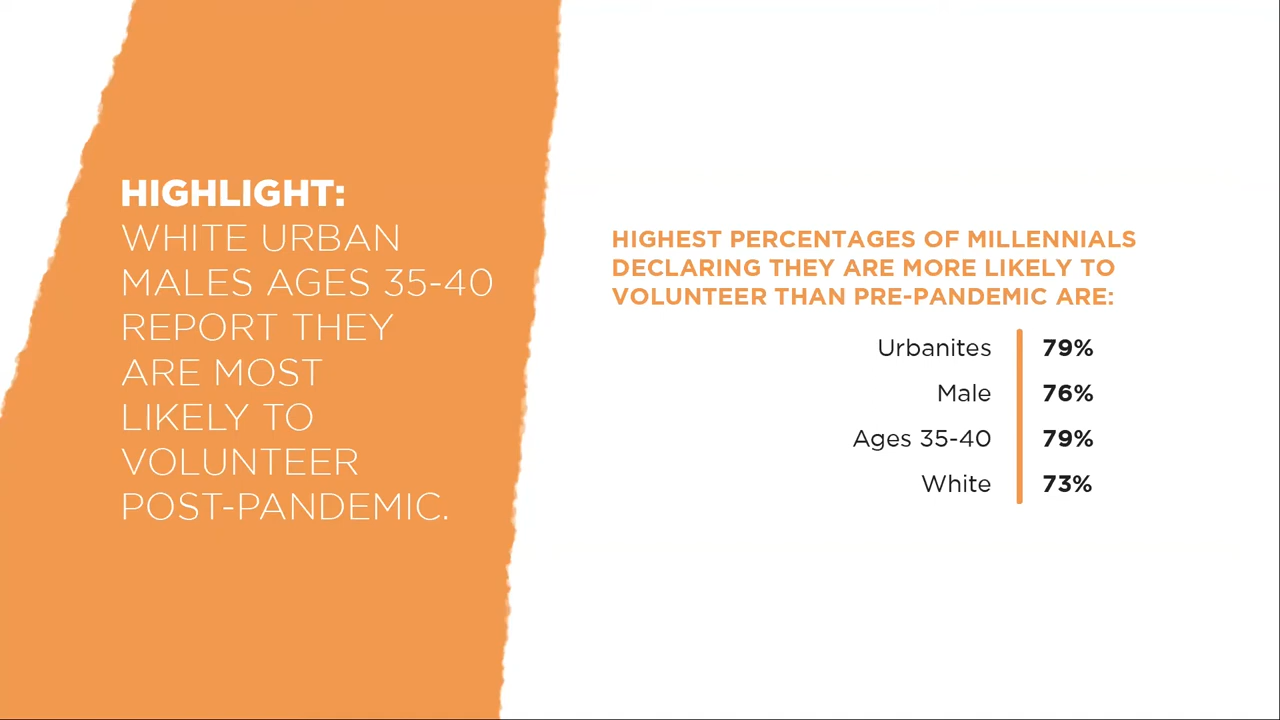 HIGHLIGHT:
WHITE URBAN
MALES AGES 35-40
REPORT THEY
ARE MOST
LIKELY TO
VOLUNTEER
POST-PANDEMIC.
HIGHEST PERCENTAGES OF MILLENNIALS
DECLARING THEY ARE MORE LIKELY TO
VOLUNTEER THAN PRE-PANDEMIC ARE:
Urbanites 79%
Male 76%
Ages 35-40 79%
White 73%